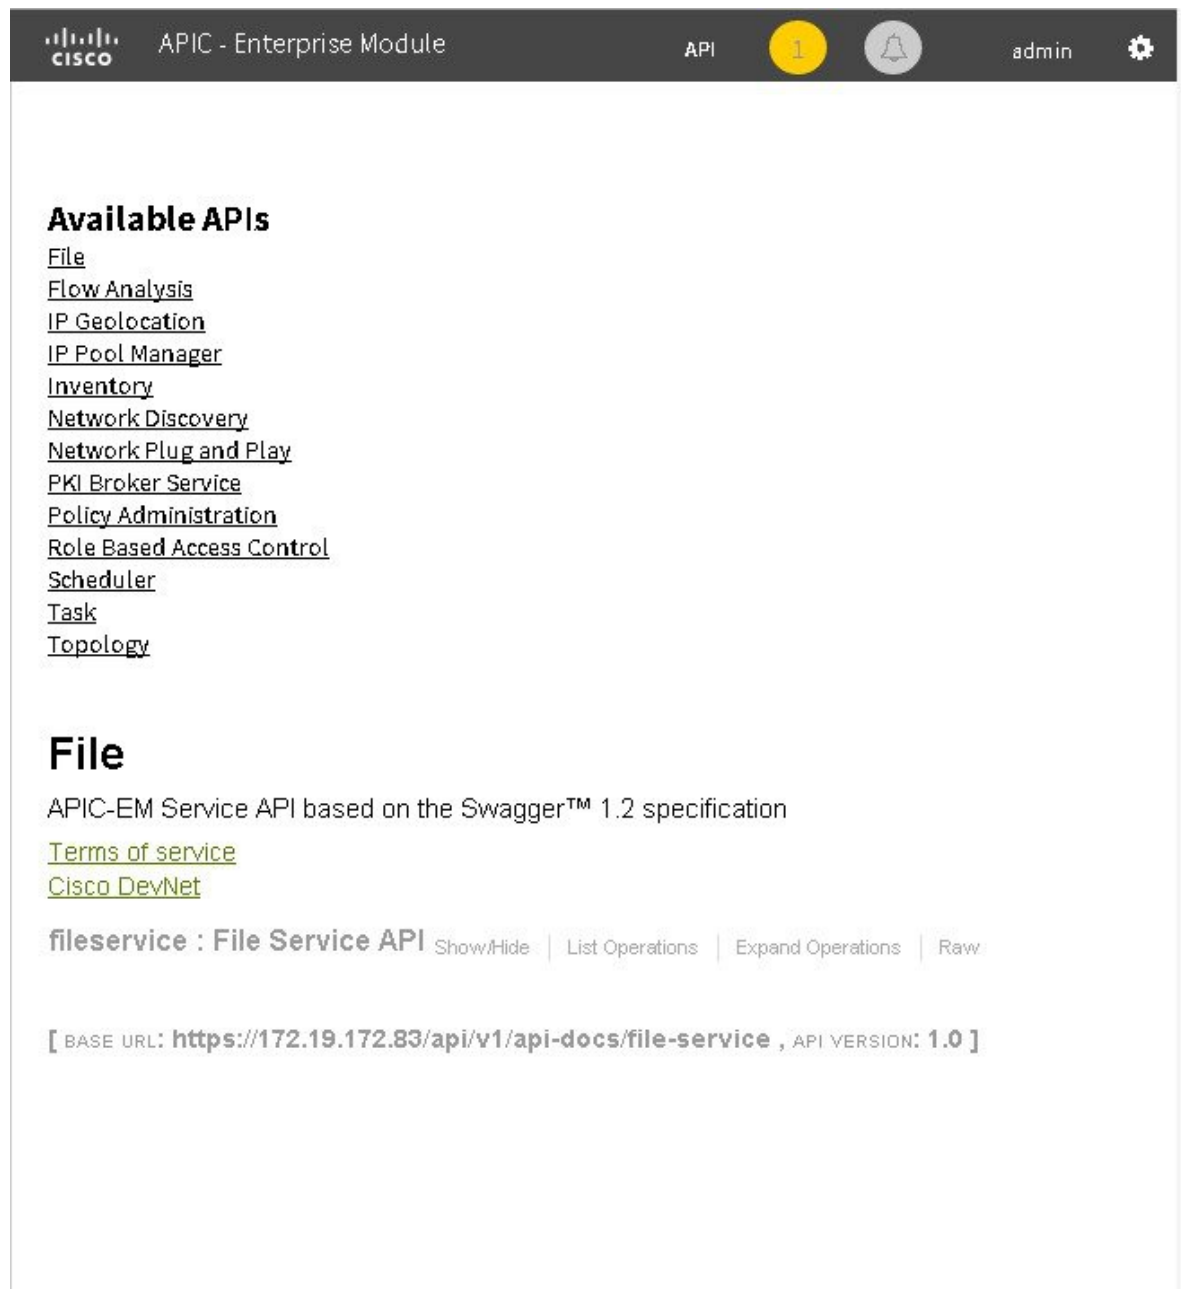 CISCO APIC - Enterprise Module API 1 admin
Available APIs
File
Flow Analysis
IP Geolocation
IP Pool Manager
Inventory
Network Discovery
Network Plug and Play
PKI Broker Service
Policy Administration
Role Based Access Control
Scheduler
Task
Topology
File
APIC-EM Service API based on the Swagger™ 1.2 specification
Terms of service
Cisco DevNet
fileservice : File Service API Show/Hide | List Operations | Expand Operations | Raw
[ BASE URL: https://172.19.172.83/api/v1/api-docs/file-service , API VERSION: 1.0 ]